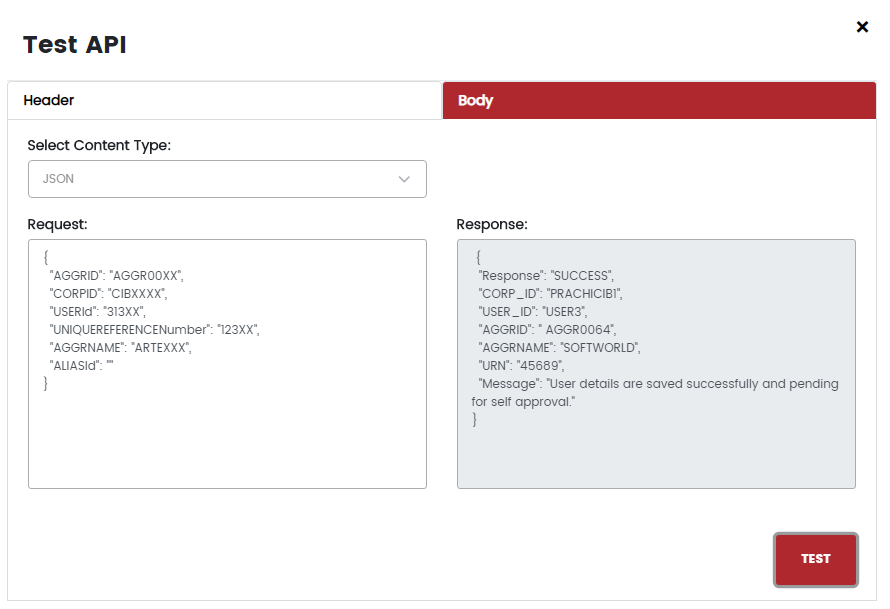 Test API
Header
Body
Select Content Type:
JSON
Request:
{
"AGGRID": "AGGR00XX",
"CORPID": "CIBXXXX",
"USERId": "313XX",
"UNIQUEREFERENCENumber": "123XX",
"AGGRNAME": "ARTEXXX",
"ALIASId": ""
}
Response:
{
"Response": "SUCCESS",
"CORP_ID": "PRACHICIB1",
"USER_ID": "USER3",
"AGGRID": " AGGR0064",
"AGGRNAME": "SOFTWORLD",
"URN": "45689",
"Message": "User details are saved successfully and pending
for self approval."
}
TEST